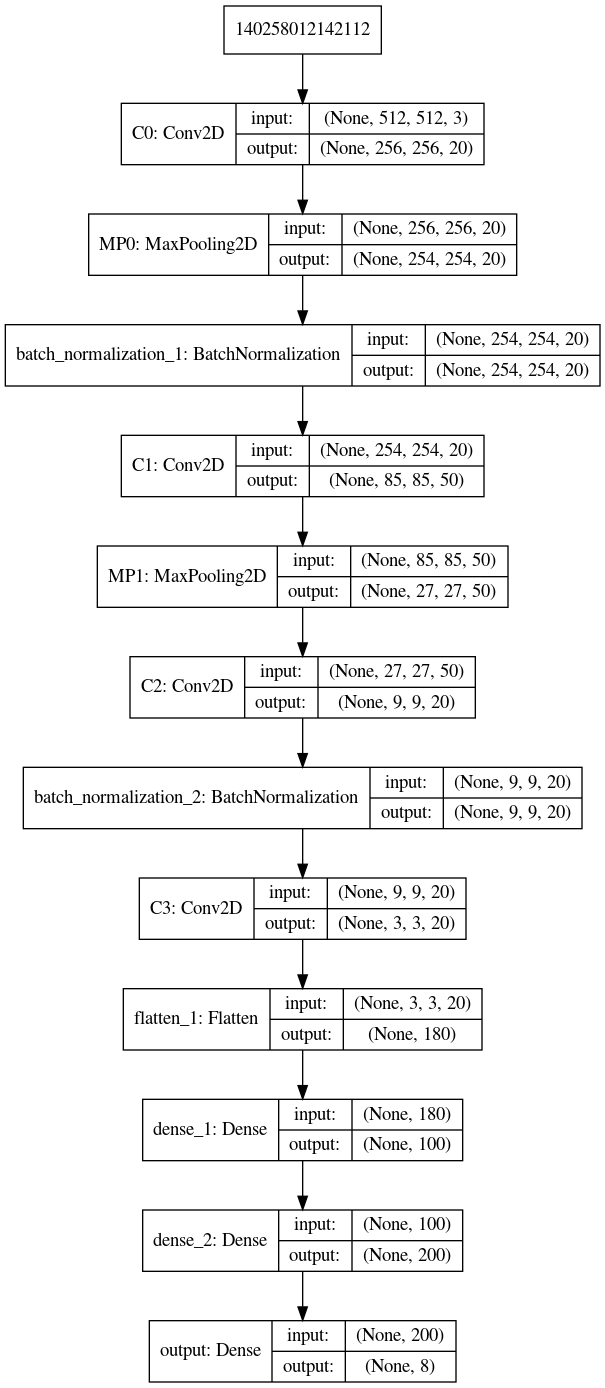 140258012142112
C0: Conv2D
input:
(None, 512, 512, 3)
output:
(None, 256, 256, 20)
MP0: MaxPooling2D
input:
(None, 256, 256, 20)
output:
(None, 254, 254, 20)
batch_normalization_1: BatchNormalization
input:
(None, 254, 254, 20)
output:
(None, 254, 254, 20)
C1: Conv2D
input:
(None, 254, 254, 20)
output:
(None, 85, 85, 50)
MP1: MaxPooling2D
input:
(None, 85, 85, 50)
output:
(None, 27, 27, 50)
C2: Conv2D
input:
(None, 27, 27, 50)
output:
(None, 9, 9, 20)
batch_normalization_2: BatchNormalization
input:
(None, 9, 9, 20)
output:
(None, 9, 9, 20)
C3: Conv2D
input:
(None, 9, 9, 20)
output:
(None, 3, 3, 20)
flatten_1: Flatten
input:
(None, 3, 3, 20)
output:
(None, 180)
dense_1: Dense
input:
(None, 180)
output:
(None, 100)
dense_2: Dense
input:
(None, 100)
output:
(None, 200)
output: Dense
input:
(None, 200)
output:
(None, 8)